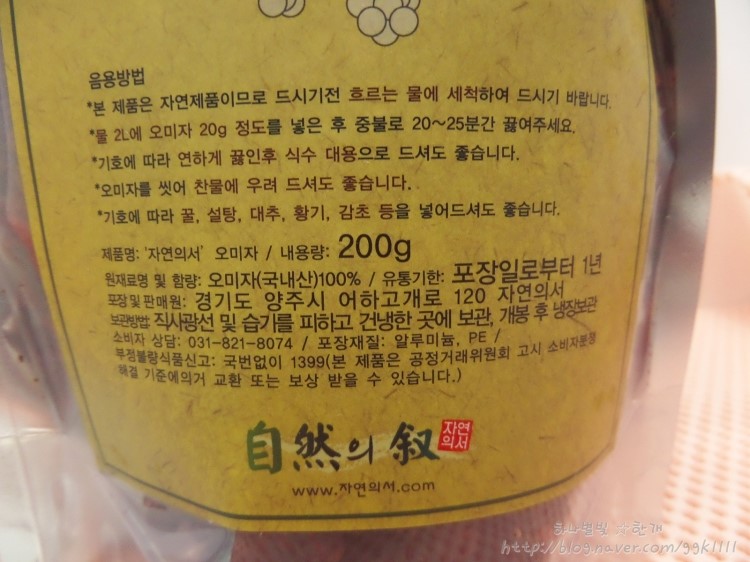 음용방법
*본 제품은 자연제품이므로 드시기전 흐르는 물에 세척하여 드시기 바랍니다.
*물 2L에 오미자 20g 정도를 넣은 후 중불로 20~25분간 끓여주세요.
*기호에 따라 연하게 끓인후 식수 대용으로 드셔도 좋습니다.
*오미자를 씻어 찬물에 우려 드셔도 좋습니다.
*기호에 따라 꿀, 설탕, 대추, 황기, 감초 등을 넣어드셔도 좋습니다.
제품명: '자연의서' 오미자 / 내용량: 200g
원재료명 및 함량: 오미자(국내산)100% / 유통기한: 포장일로부터 1년
포장 및 판매원: 경기도 양주시 어하고개로 120 자연의서
보관방법: 직사광선 및 습기를 피하고 건냉한 곳에 보관, 개봉 후 냉장보관
소비자 상담: 031-821-8074 / 포장재질: 알루미늄, PE /
부정불량식품신고: 국번없이 1399(본 제품은 공정거래위원회 고시 소비자분쟁
해결 기준에의거 교환 또는 보상 받을 수 있습니다.)
自然의 叙 자연의서
www.자연의서.com
http://blog.naver.com/ggk1111